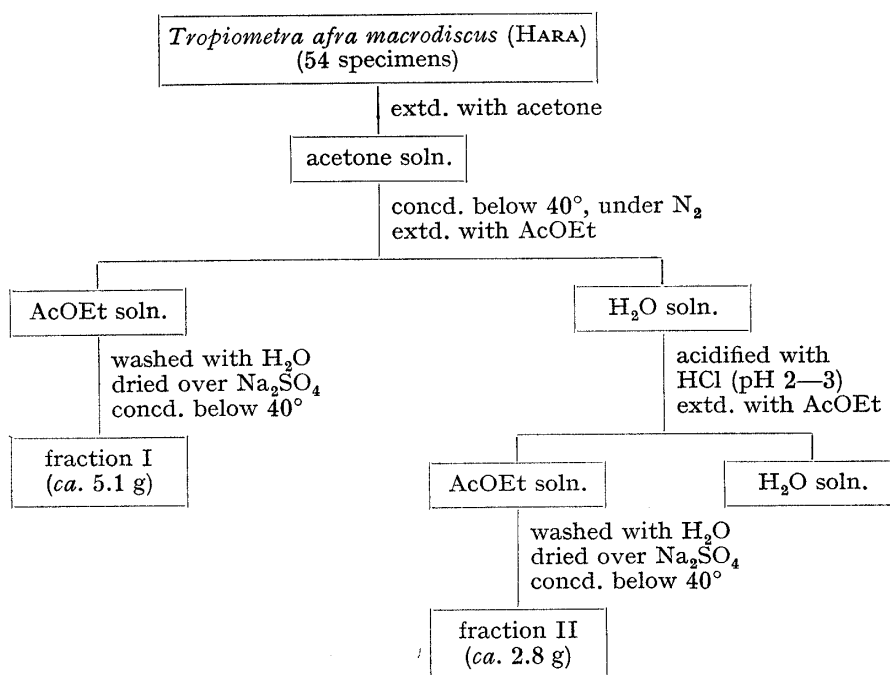 Tropiometra afra macrodiscus (HARA)
(54 specimens)
extd. with acetone
acetone soln.
concd. below 40°, under N₂
extd. with AcOEt
AcOEt soln.
H₂O soln.
washed with H₂O
dried over Na₂SO₄
concd. below 40°
acidified with
HCl (pH 2—3)
extd. with AcOEt
fraction I
(ca. 5.1 g)
AcOEt soln.
H₂O soln.
washed with H₂O
dried over Na₂SO₄
concd. below 40°
fraction II
(ca. 2.8 g)